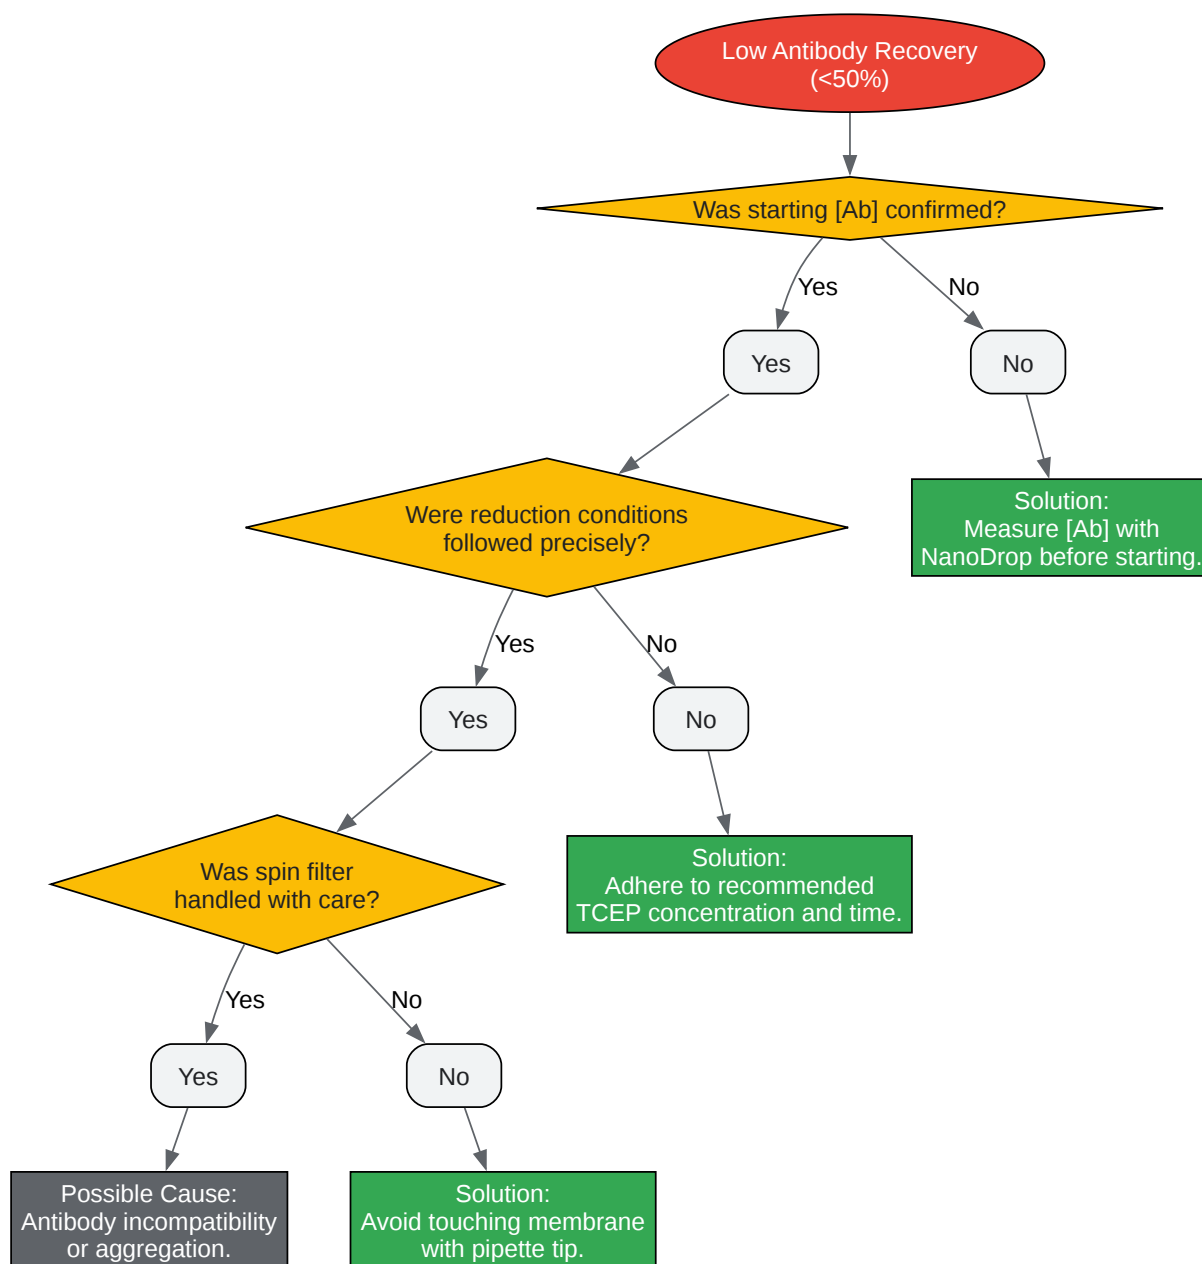 Low Antibody Recovery
(<50%)
Was starting [Ab] confirmed?
Yes
No
Yes
No
Were reduction conditions
followed precisely?
Solution:
Measure [Ab] with
NanoDrop before starting.
Yes
No
Yes
No
Was spin filter
handled with care?
Solution:
Adhere to recommended
TCEP concentration and time.
Yes
No
Yes
No
Possible Cause:
Antibody incompatibility
or aggregation.
Solution:
Avoid touching membrane
with pipette tip.